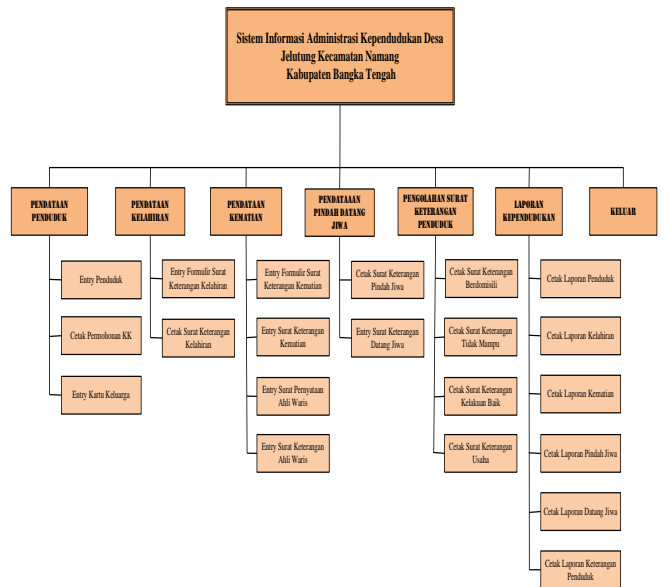 Sistem Informasi Administrasi Kependudukan Desa
Jelutung Kecamatan Namang
Kabupaten Bangka Tengah
PENDATAAN
PENDUDUK
PENDATAAN
KELAHIRAN
PENDATAAN
KEMATIAN
PENDATAAAN
PINDAH DATANG
JIWA
PENGOLAHAN SURAT
KETERANGAN
PENDUDUK
LAPORAN
KEPENDUDUKAN
KELUAR
Entry Penduduk
Cetak Permohonan KK
Entry Kartu Keluarga
Entry Formulir Surat
Keterangan Kelahiran
Cetak Surat Keterangan
Kelahiran
Entry Formulir Surat
Keterangan Kematian
Entry Surat Keterangan
Kematian
Entry Surat Pernyataan
Ahli Waris
Entry Surat Keterangan
Ahli Waris
Cetak Surat Keterangan
Pindah Jiwa
Entry Surat Keterangan
Datang Jiwa
Cetak Surat Keterangan
Berdomisili
Cetak Surat Keterangan
Tidak Mampu
Cetak Surat Keterangan
Kelakuan Baik
Cetak Surat Keterangan
Usaha
Cetak Laporan Penduduk
Cetak Laporan Kelahiran
Cetak Laporan Kematian
Cetak Laporan Pindah Jiwa
Cetak Laporan Datang Jiwa
Cetak Laporan Keterangan
Penduduk